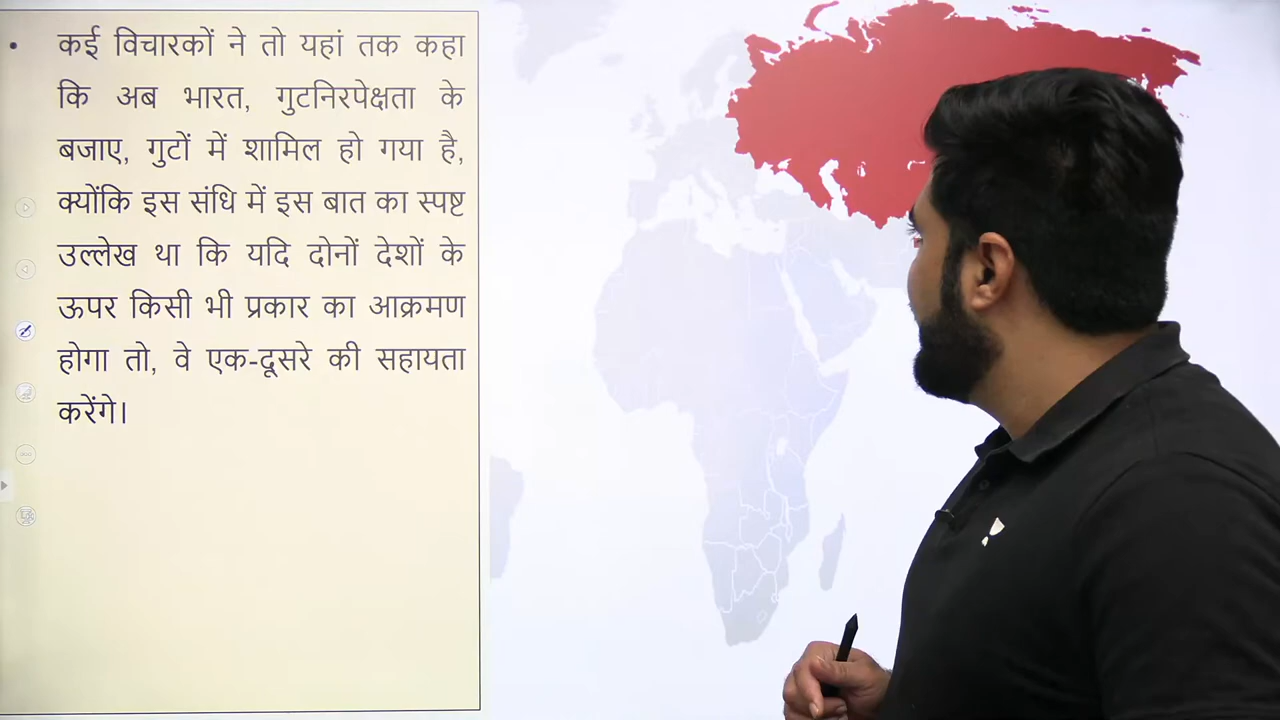 • कई विचारकों ने तो यहां तक कहा
कि अब भारत, गुटनिरपेक्षता के
बजाए, गुटों में शामिल हो गया है,
क्योंकि इस संधि में इस बात का स्पष्ट
उल्लेख था कि यदि दोनों देशों के
ऊपर किसी भी प्रकार का आक्रमण
होगा तो, वे एक-दूसरे की सहायता
करेंगे।